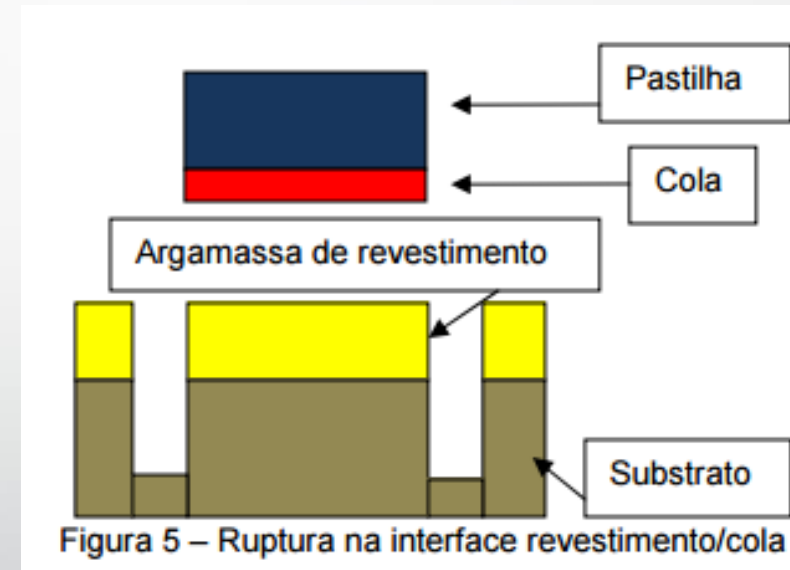 Pastilha
Cola
Argamassa de revestimento
Substrato
Figura 5 – Ruptura na interface revestimento/cola